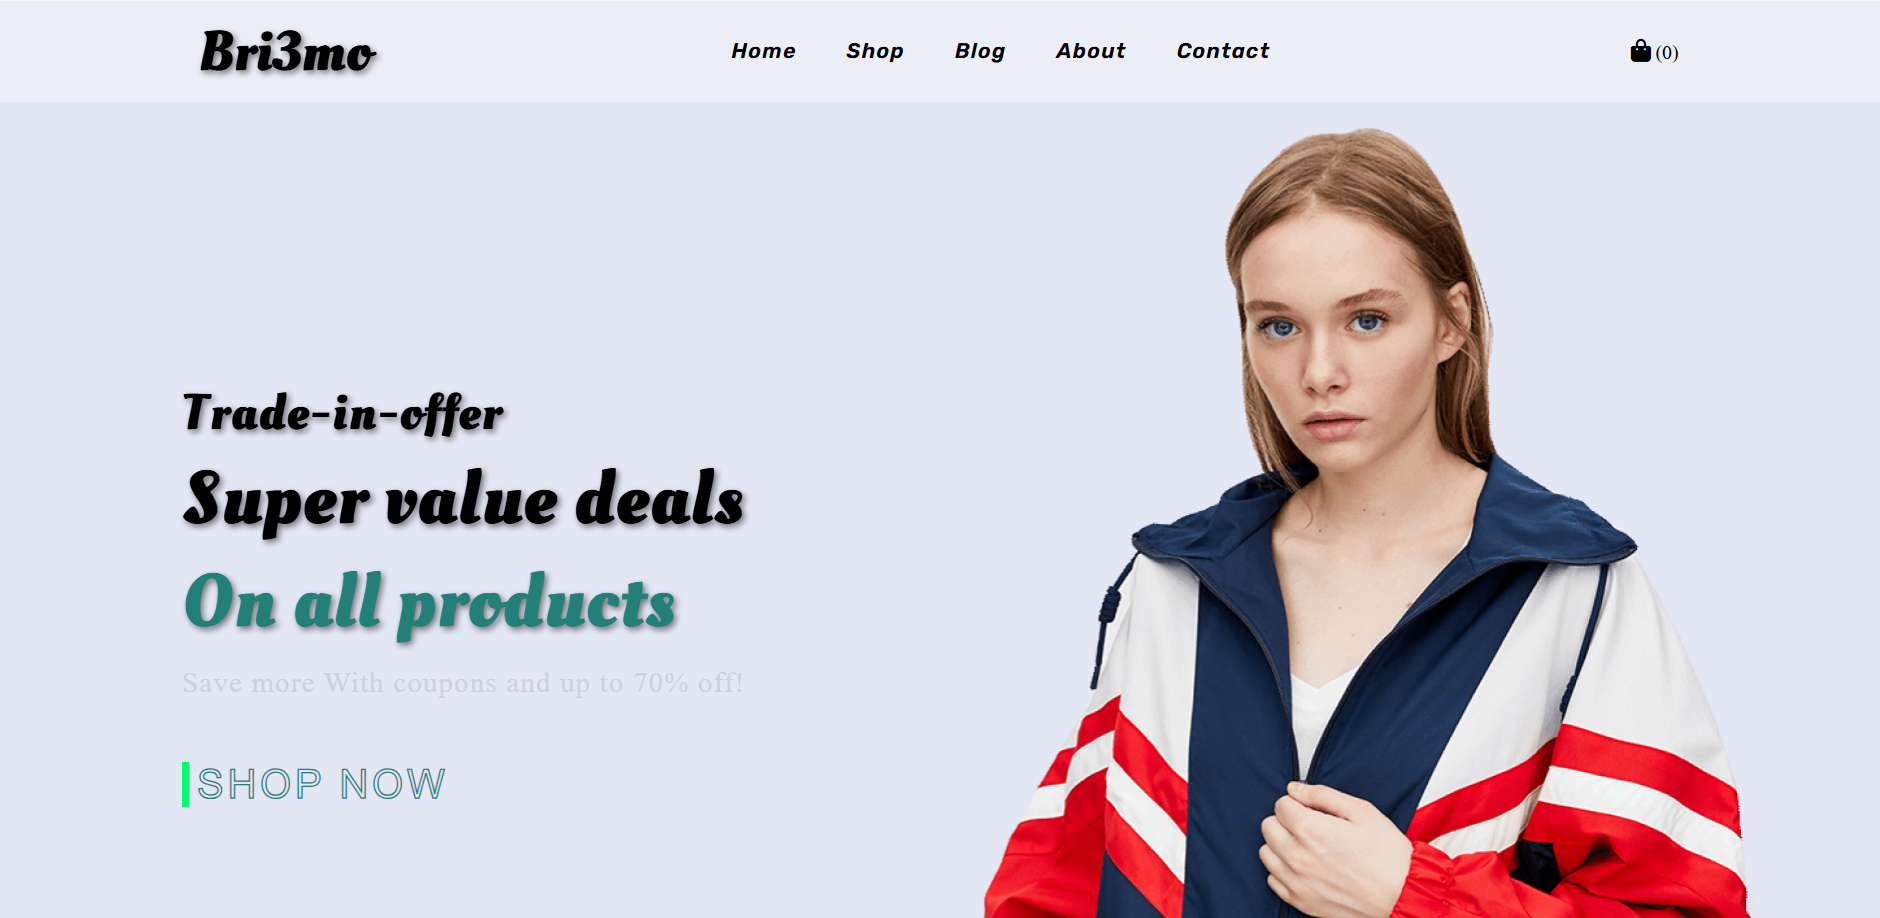 Bri3mo
Home Shop Blog About Contact
(0)
Trade-in-offer
Super value deals
On all products
Save more With coupons and up to 70% off!
SHOP NOW